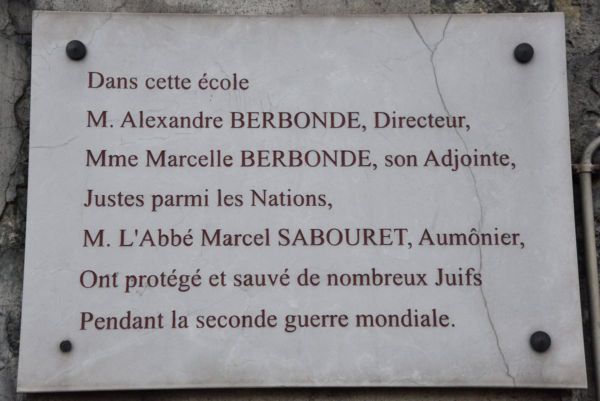 Dans cette école
M. Alexandre BERBONDE, Directeur,
Mme Marcelle BERBONDE, son Adjointe,
Justes parmi les Nations,
M. L'Abbé Marcel SABOURET, Aumônier,
Ont protégé et sauvé de nombreux Juifs
Pendant la seconde guerre mondiale.